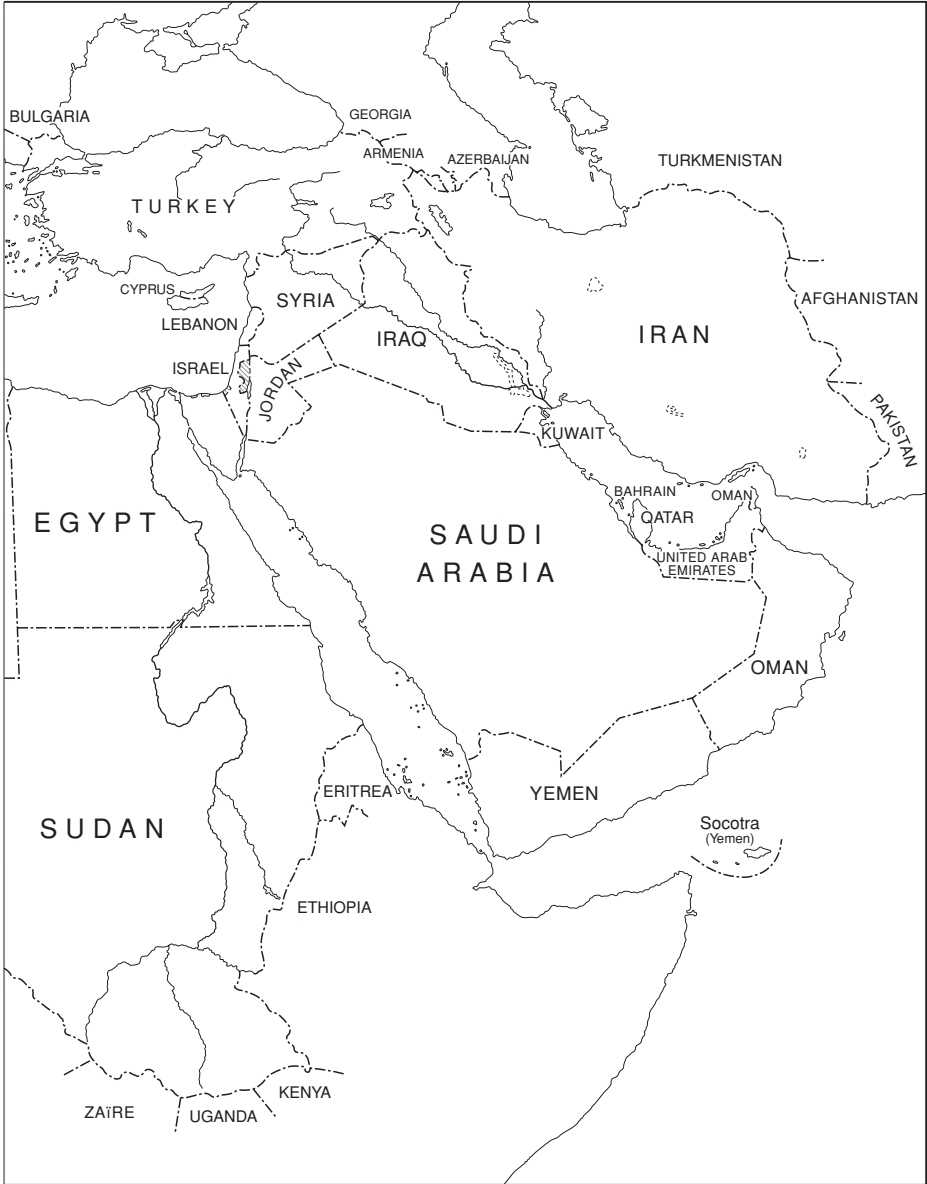 BULGARIA
GEORGIA
ARMENIA
AZERBAIJAN
TURKMENISTAN
TURKEY
CYPRUS
SYRIA
AFGHANISTAN
LEBANON
IRAQ
IRAN
ISRAEL
JORDAN
PAKISTAN
KUWAIT
BAHRAIN
OMAN
QATAR
EGYPT
SAUDI
ARABIA
UNITED ARAB
EMIRATES
OMAN
ERITREA
YEMEN
SUDAN
Socotra
(Yemen)
ETHIOPIA
KENYA
ZAïRE
UGANDA